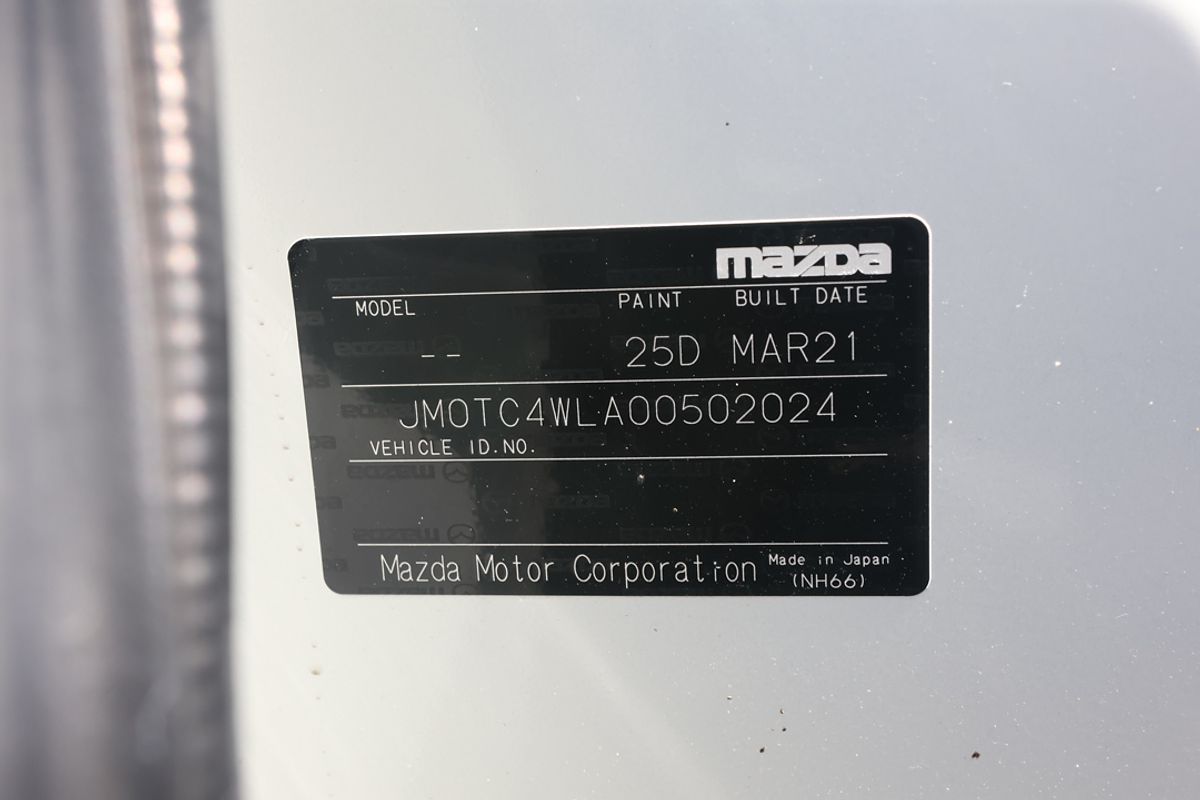 mazda
MODEL PAINT BUILT DATE
-- 25D MAR21
JM0TC4WLA00502024
VEHICLE ID.NO.
Mazda Motor Corporation Made in Japan
(NH66)